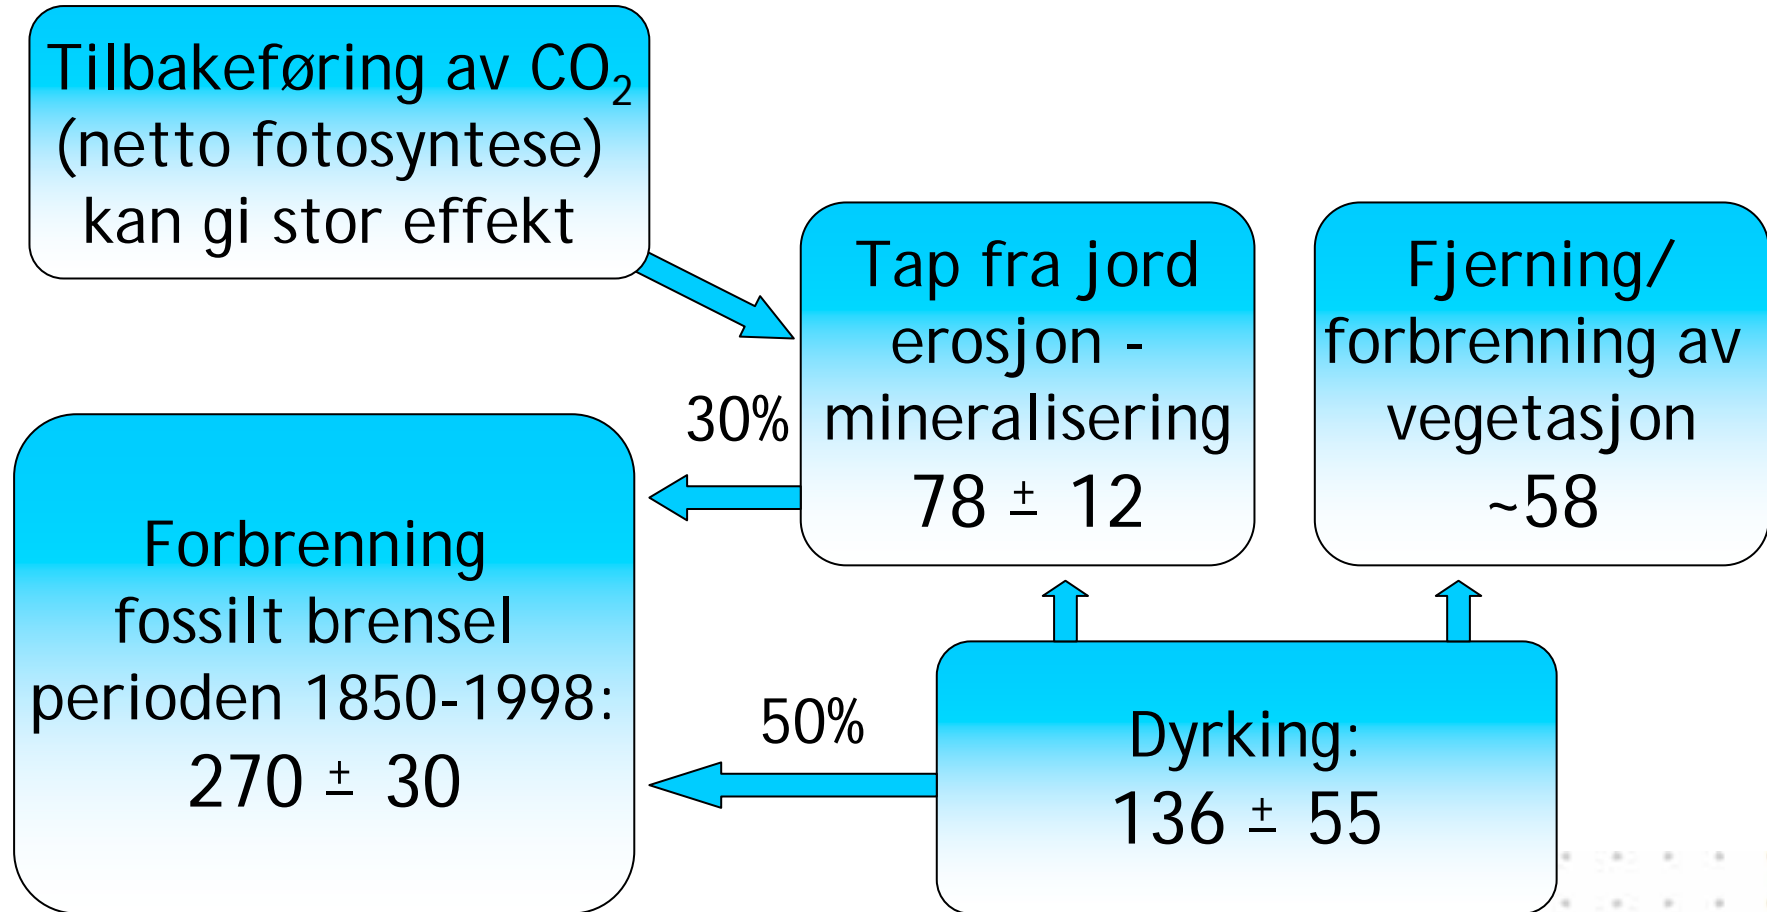 Tilbakeføring av CO₂
(netto fotosyntese)
kan gi stor effekt
Tap fra jord
erosjon -
mineralisering
78 ± 12
Fjerning/
forbrenning av
vegetasjon
~58
30%
Forbrenning
fossilt brensel
perioden 1850-1998:
270 ± 30
50%
Dyrking:
136 ± 55